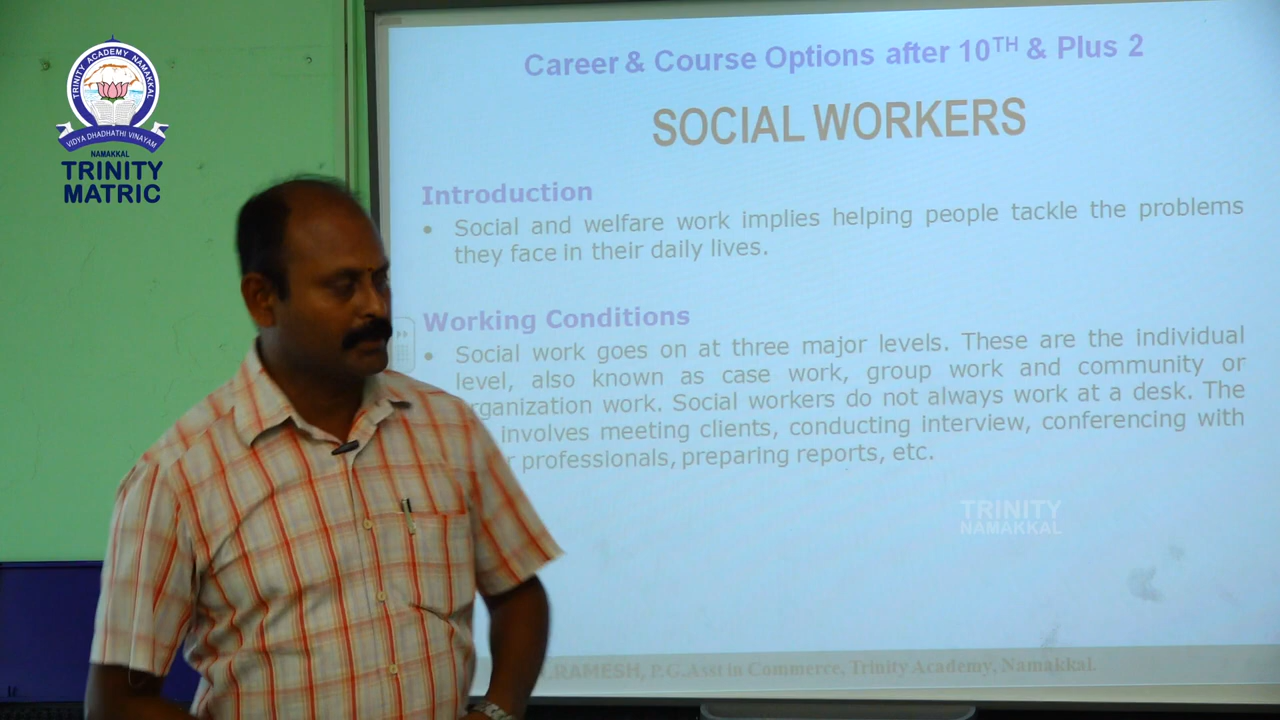 TRINITY ACADEMY NAMAKKAL
VIDYA DHADHATHI VINAYAM
NAMAKKAL
TRINITY
MATRIC
Career & Course Options after 10TH & Plus 2
SOCIAL WORKERS
Introduction
• Social and welfare work implies helping people tackle the problems
they face in their daily lives.
Working Conditions
• Social work goes on at three major levels. These are the individual
level, also known as case work, group work and community or
rganization work. Social workers do not always work at a desk. The
involves meeting clients, conducting interview, conferencing with
professionals, preparing reports, etc.
TRINITY
NAMAKKAL
.RAMESH, P.G.Asst in Commerce, Trinity Academy, Namakkal.